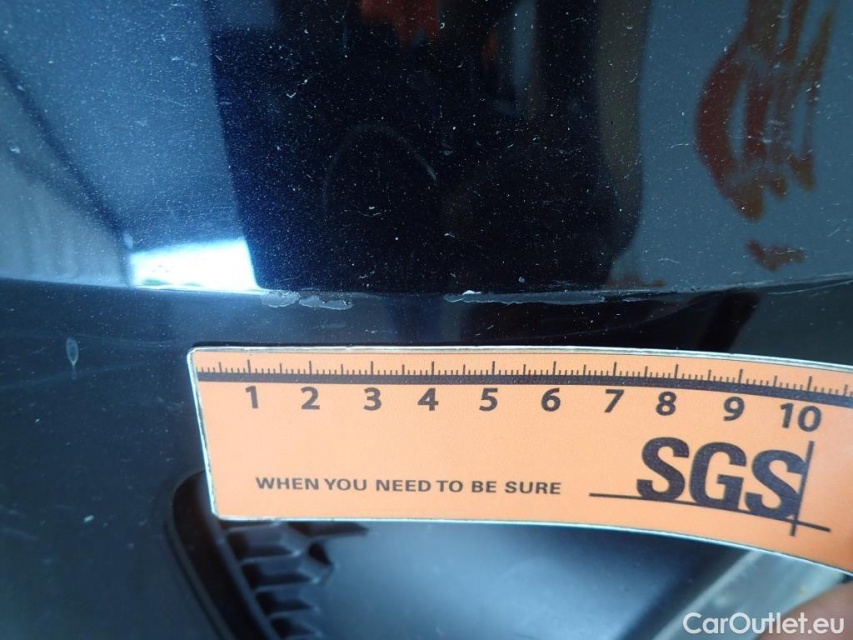 1 2 3 4 5 6 7 8 9 10
SGS
WHEN YOU NEED TO BE SURE
CarOutlet.eu